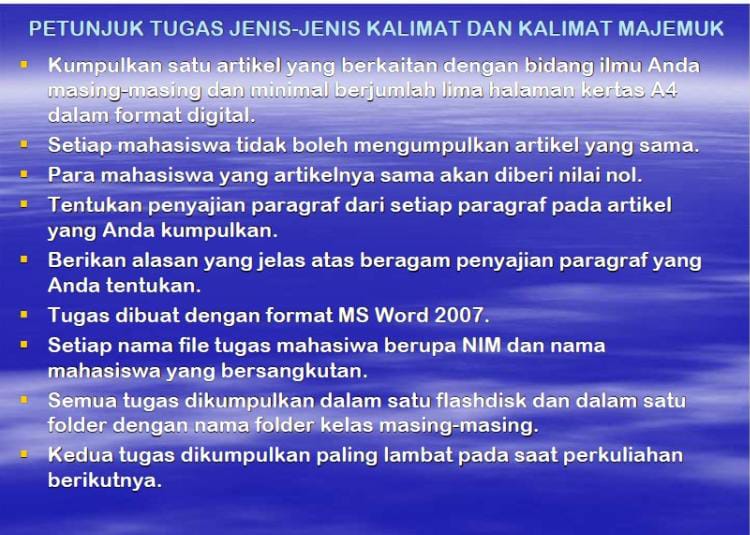 PETUNJUK TUGAS JENIS-JENIS KALIMAT DAN KALIMAT MAJEMUK
Kumpulkan satu artikel yang berkaitan dengan bidang ilmu Anda
masing-masing dan minimal berjumlah lima halaman kertas A4
dalam format digital.
Setiap mahasiswa tidak boleh mengumpulkan artikel yang sama.
Para mahasiswa yang artikelnya sama akan diberi nilai nol.
Tentukan penyajian paragraf dari setiap paragraf pada artikel
yang Anda kumpulkan.
Berikan alasan yang jelas atas beragam penyajian paragraf yang
Anda tentukan.
Tugas dibuat dengan format MS Word 2007.
Setiap nama file tugas mahasiwa berupa NIM dan nama
mahasiswa yang bersangkutan.
Semua tugas dikumpulkan dalam satu flashdisk dan dalam satu
folder dengan nama folder kelas masing-masing.
Kedua tugas dikumpulkan paling lambat pada saat perkuliahan
berikutnya.